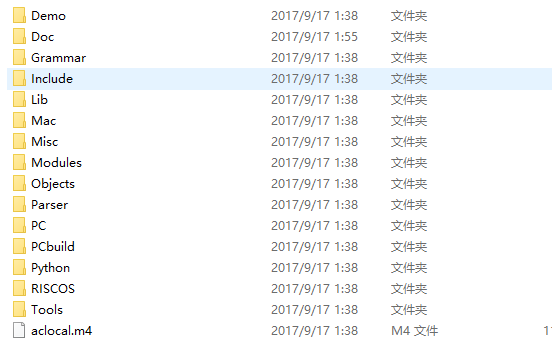 Demo 2017/9/17 1:38 文件夹
Doc 2017/9/17 1:55 文件夹
Grammar 2017/9/17 1:38 文件夹
Include 2017/9/17 1:38 文件夹
Lib 2017/9/17 1:38 文件夹
Mac 2017/9/17 1:38 文件夹
Misc 2017/9/17 1:38 文件夹
Modules 2017/9/17 1:38 文件夹
Objects 2017/9/17 1:38 文件夹
Parser 2017/9/17 1:38 文件夹
PC 2017/9/17 1:38 文件夹
PCbuild 2017/9/17 1:38 文件夹
Python 2017/9/17 1:38 文件夹
RISCOS 2017/9/17 1:38 文件夹
Tools 2017/9/17 1:38 文件夹
aclocal.m4 2017/9/17 1:38 M4 文件